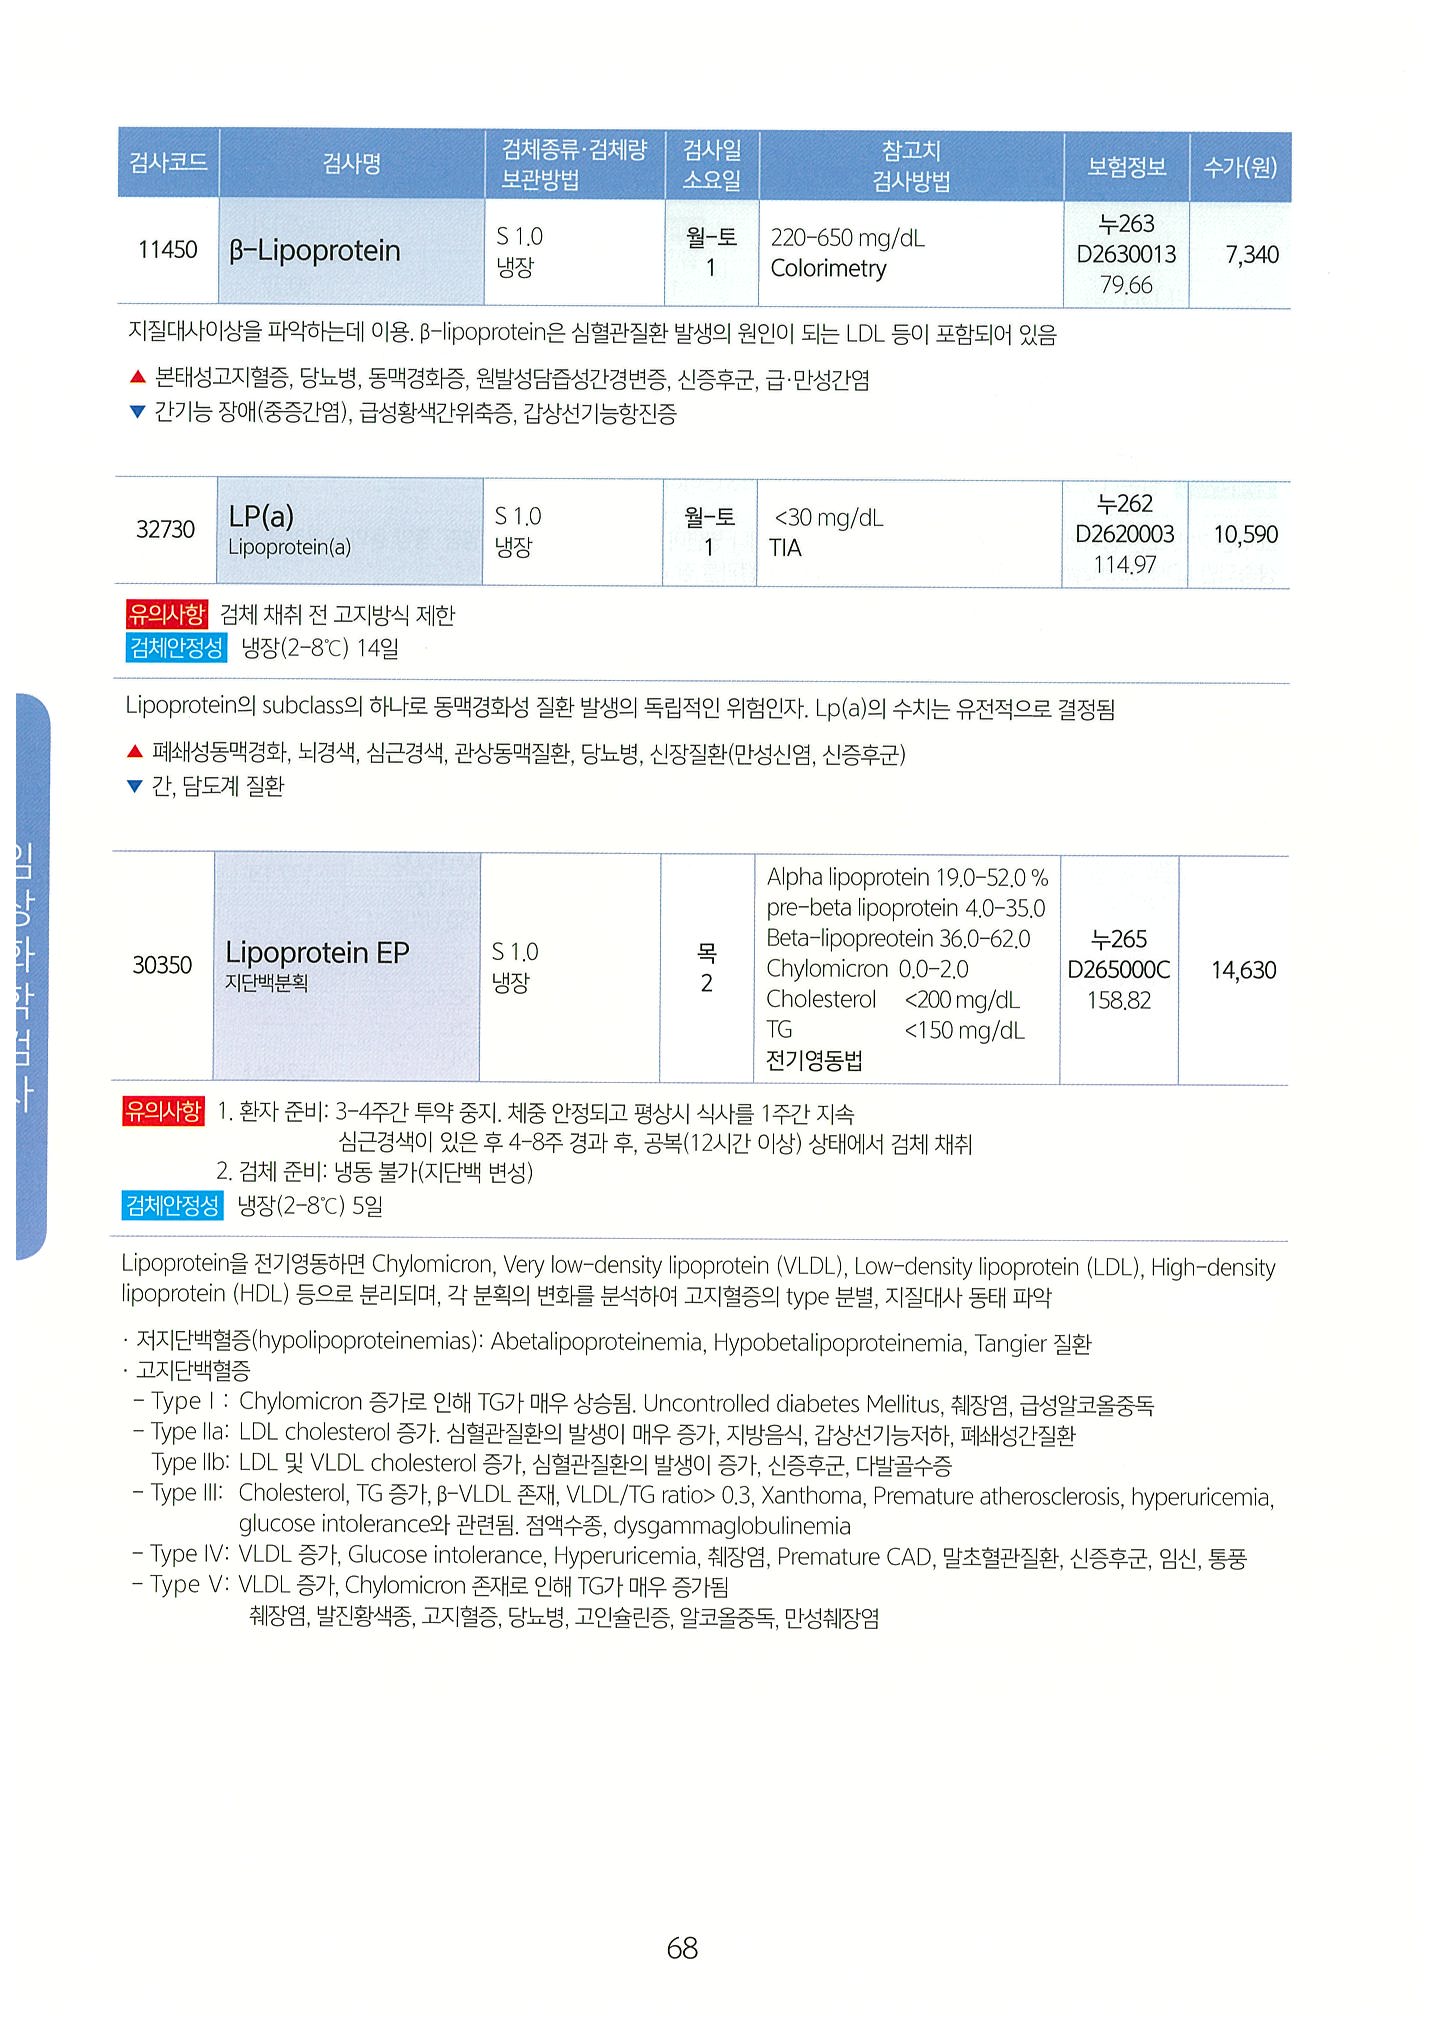 검사코드 검사명 검체종류·검체량 보관방법 검사일 소요일 참고치 검사방법 보험정보 수가(원)
11450 β-Lipoprotein S 1.0 냉장 월-토 1 220-650 mg/dL Colorimetry 누263 D2630013 79.66 7,340
지질대사이상을 파악하는데 이용. β-lipoprotein은 심혈관질환 발생의 원인이 되는 LDL 등이 포함되어 있음
▲ 본태성고지혈증, 당뇨병, 동맥경화증, 원발성담즙성간경변증, 신증후군, 급·만성간염
▼ 간기능 장애(중증간염), 급성황색간위축증, 갑상선기능항진증
32730 LP(a) Lipoprotein(a) S 1.0 냉장 월-토 1 <30 mg/dL TIA 누262 D2620003 114.97 10,590
유의사항 검체 채취 전 고지방식 제한
검체안정성 냉장(2-8℃) 14일
Lipoprotein의 subclass의 하나로 동맥경화성 질환 발생의 독립적인 위험인자. Lp(a)의 수치는 유전적으로 결정됨
▲ 폐쇄성동맥경화, 뇌경색, 심근경색, 관상동맥질환, 당뇨병, 신장질환(만성신염, 신증후군)
▼ 간, 담도계 질환
30350 Lipoprotein EP 지단백분획 S 1.0 냉장 목 2
Alpha lipoprotein 19.0-52.0 %
pre-beta lipoprotein 4.0-35.0
Beta-lipopreotein 36.0-62.0
Chylomicron 0.0-2.0
Cholesterol <200 mg/dL
TG <150 mg/dL
전기영동법
누265 D265000C 158.82 14,630
유의사항 1. 환자 준비: 3-4주간 투약 중지. 체중 안정되고 평상시 식사를 1주간 지속
심근경색이 있은 후 4-8주 경과 후, 공복(12시간 이상) 상태에서 검체 채취
2. 검체 준비: 냉동 불가(지단백 변성)
검체안정성 냉장(2-8℃) 5일
Lipoprotein을 전기영동하면 Chylomicron, Very low-density lipoprotein (VLDL), Low-density lipoprotein (LDL), High-density
lipoprotein (HDL) 등으로 분리되며, 각 분획의 변화를 분석하여 고지혈증의 type 분별, 지질대사 동태 파악
· 저지단백혈증(hypolipoproteinemias): Abetalipoproteinemia, Hypobetalipoproteinemia, Tangier 질환
· 고지단백혈증
- Type I : Chylomicron 증가로 인해 TG가 매우 상승됨. Uncontrolled diabetes Mellitus, 췌장염, 급성알코올중독
- Type IIa: LDL cholesterol 증가. 심혈관질환의 발생이 매우 증가, 지방음식, 갑상선기능저하, 폐쇄성간질환
Type IIb: LDL 및 VLDL cholesterol 증가, 심혈관질환의 발생이 증가, 신증후군, 다발골수증
- Type III: Cholesterol, TG 증가, β-VLDL 존재, VLDL/TG ratio> 0.3, Xanthoma, Premature atherosclerosis, hyperuricemia,
glucose intolerance와 관련됨. 점액수종, dysgammaglobulinemia
- Type IV: VLDL 증가, Glucose intolerance, Hyperuricemia, 췌장염, Premature CAD, 말초혈관질환, 신증후군, 임신, 통풍
- Type V: VLDL 증가, Chylomicron 존재로 인해 TG가 매우 증가됨
췌장염, 발진황색종, 고지혈증, 당뇨병, 고인슐린증, 알코올중독, 만성췌장염
68